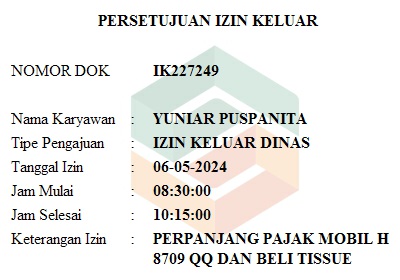 PERSETUJUAN IZIN KELUAR
NOMOR DOK IK227249
Nama Karyawan : YUNIAR PUSPANITA
Tipe Pengajuan : IZIN KELUAR DINAS
Tanggal Izin : 06-05-2024
Jam Mulai : 08:30:00
Jam Selesai : 10:15:00
Keterangan Izin : PERPANJANG PAJAK MOBIL H
8709 QQ DAN BELI TISSUE